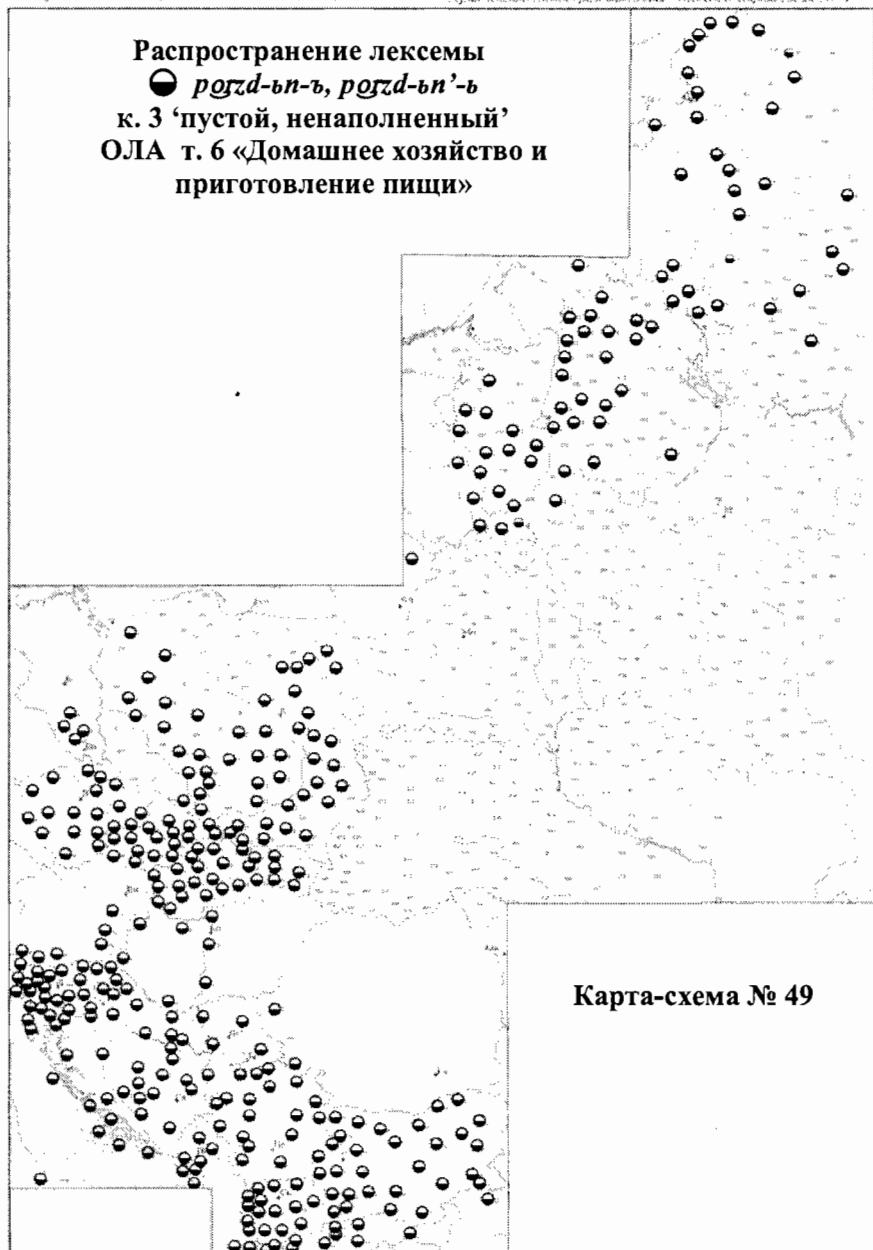 Распространение лексемы
porzd-ьn-ъ, porzd-ьn’-ь
к. 3 ‘пустой, ненаполненный’
ОЛА т. 6 «Домашнее хозяйство и
приготовление пищи»
Карта-схема № 49